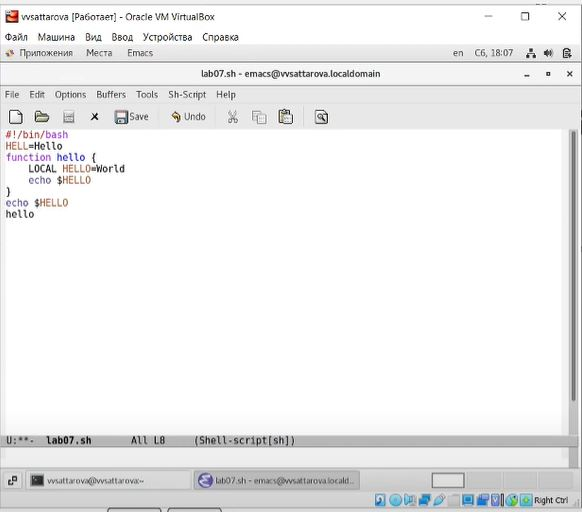 vvsattarova [Работает] - Oracle VM VirtualBox
Файл Машина Вид Ввод Устройства Справка
Приложения Места Emacs en Сб, 18:07
lab07.sh - emacs@vvsattarova.localdomain
File Edit Options Buffers Tools Sh-Script Help
Save Undo
#!/bin/bash
HELL=Hello
function hello {
    LOCAL HELLO=World
    echo $HELLO
}
echo $HELLO
hello
U:**- lab07.sh All L8 (Shell-script[sh])
vvsattarova@vvsattarova:~ lab07.sh - emacs@vvsattarova.locald...
Right Ctrl